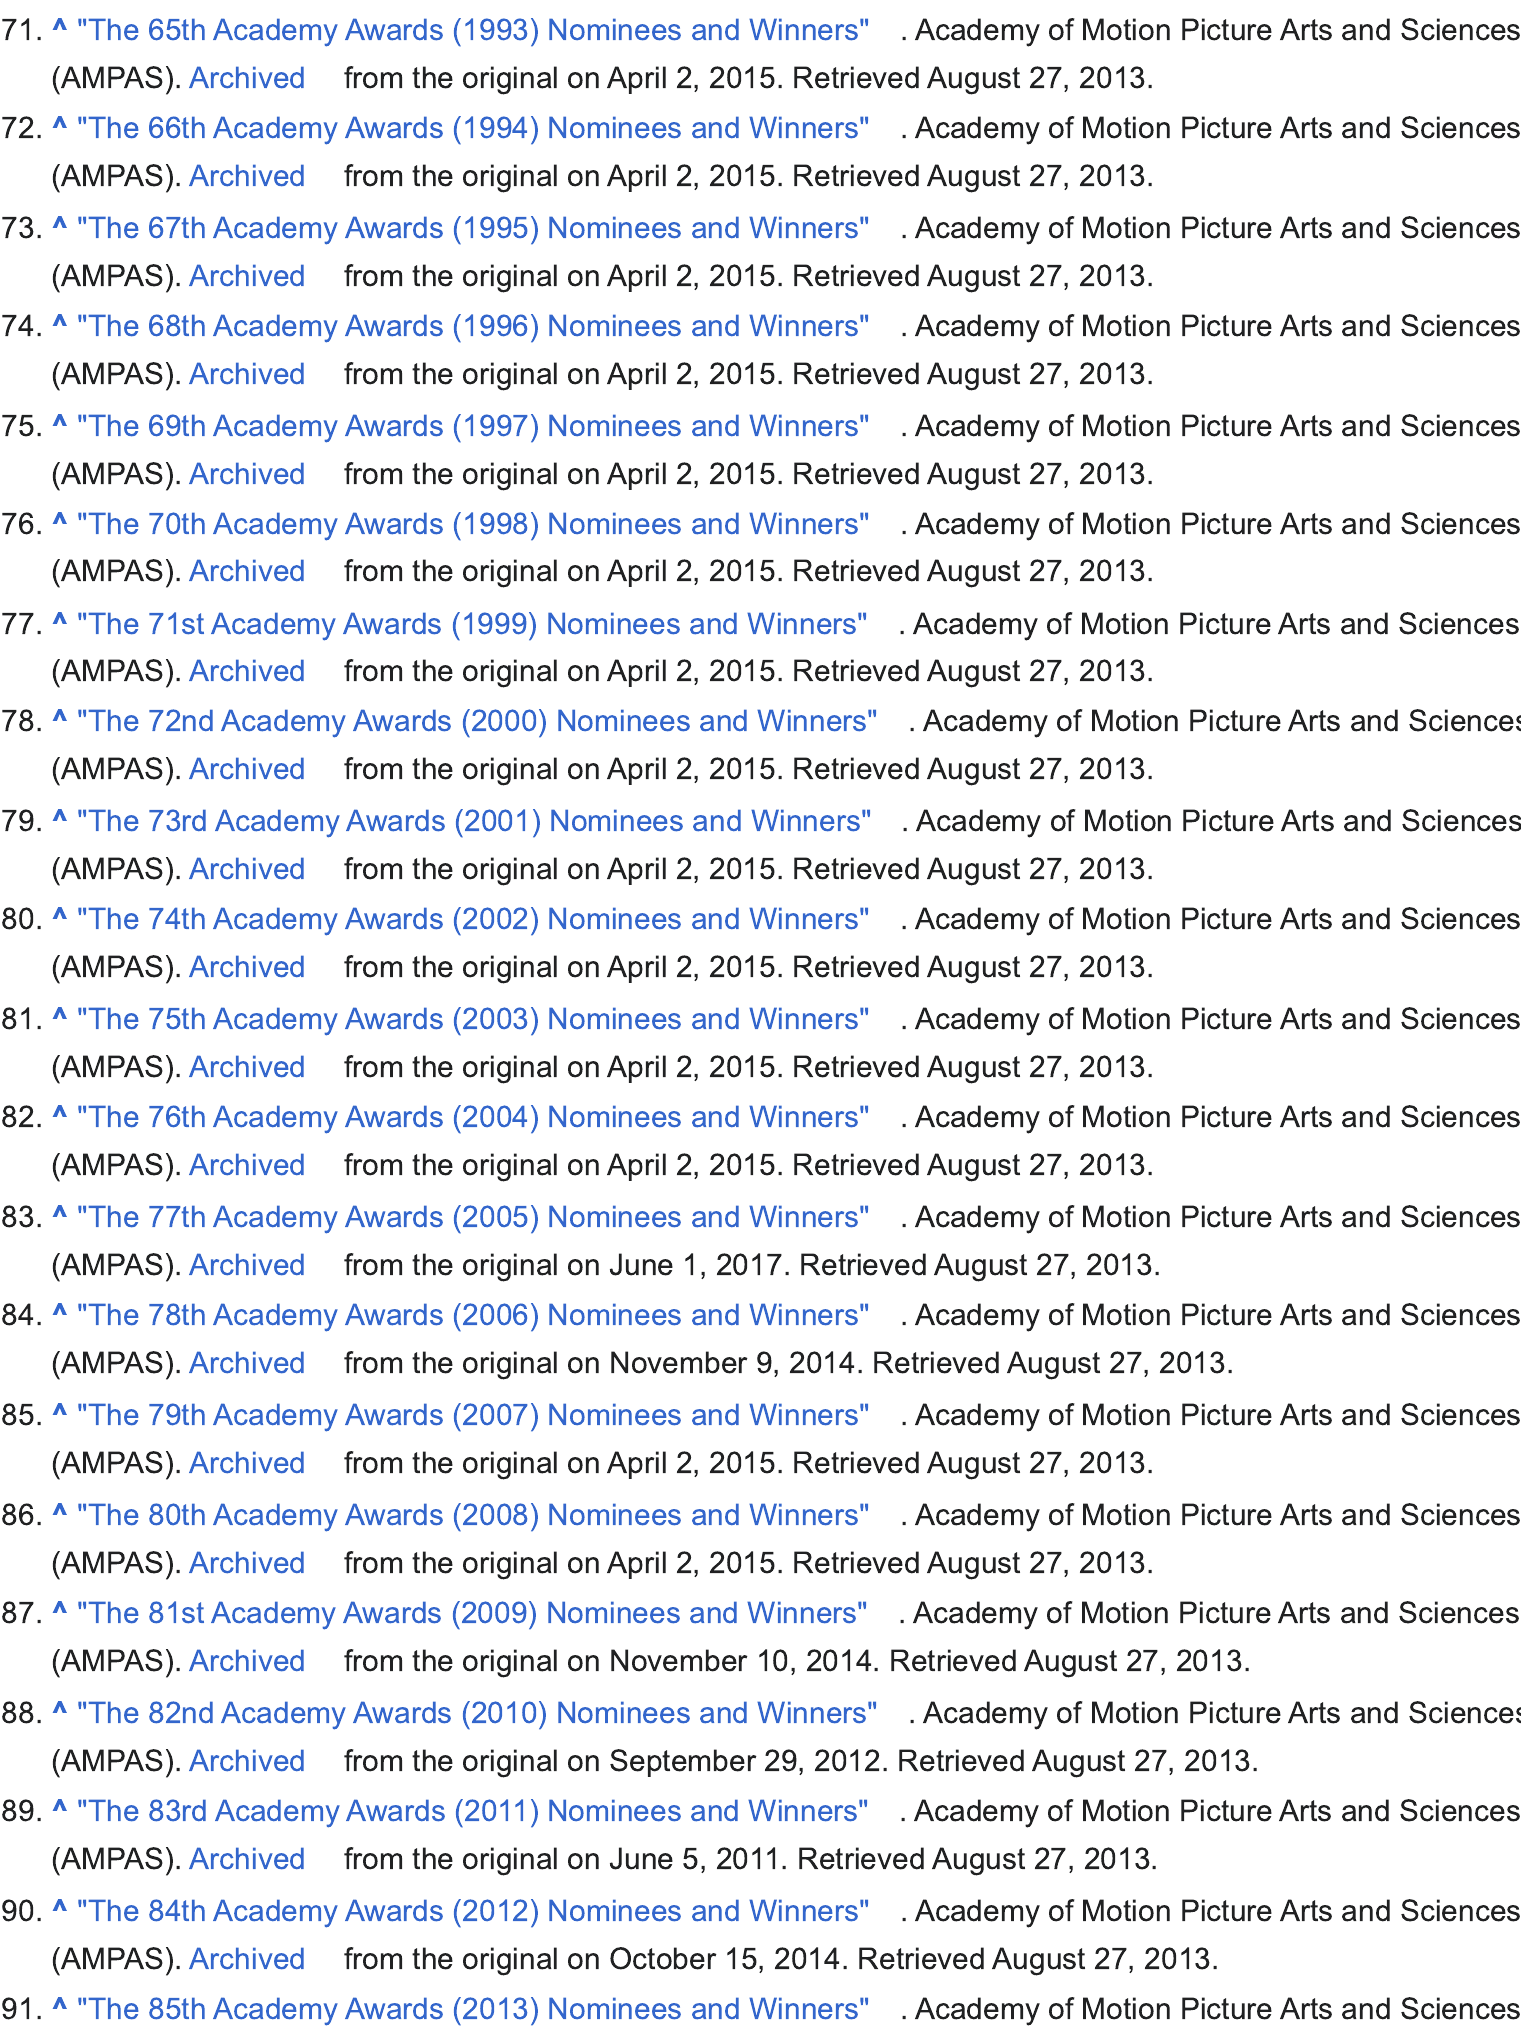 71. ^ "The 65th Academy Awards (1993) Nominees and Winners" . Academy of Motion Picture Arts and Sciences
(AMPAS). Archived from the original on April 2, 2015. Retrieved August 27, 2013.
72. ^ "The 66th Academy Awards (1994) Nominees and Winners" . Academy of Motion Picture Arts and Sciences
(AMPAS). Archived from the original on April 2, 2015. Retrieved August 27, 2013.
73. ^ "The 67th Academy Awards (1995) Nominees and Winners" . Academy of Motion Picture Arts and Sciences
(AMPAS). Archived from the original on April 2, 2015. Retrieved August 27, 2013.
74. ^ "The 68th Academy Awards (1996) Nominees and Winners" . Academy of Motion Picture Arts and Sciences
(AMPAS). Archived from the original on April 2, 2015. Retrieved August 27, 2013.
75. ^ "The 69th Academy Awards (1997) Nominees and Winners" . Academy of Motion Picture Arts and Sciences
(AMPAS). Archived from the original on April 2, 2015. Retrieved August 27, 2013.
76. ^ "The 70th Academy Awards (1998) Nominees and Winners" . Academy of Motion Picture Arts and Sciences
(AMPAS). Archived from the original on April 2, 2015. Retrieved August 27, 2013.
77. ^ "The 71st Academy Awards (1999) Nominees and Winners" . Academy of Motion Picture Arts and Sciences
(AMPAS). Archived from the original on April 2, 2015. Retrieved August 27, 2013.
78. ^ "The 72nd Academy Awards (2000) Nominees and Winners" . Academy of Motion Picture Arts and Sciences
(AMPAS). Archived from the original on April 2, 2015. Retrieved August 27, 2013.
79. ^ "The 73rd Academy Awards (2001) Nominees and Winners" . Academy of Motion Picture Arts and Sciences
(AMPAS). Archived from the original on April 2, 2015. Retrieved August 27, 2013.
80. ^ "The 74th Academy Awards (2002) Nominees and Winners" . Academy of Motion Picture Arts and Sciences
(AMPAS). Archived from the original on April 2, 2015. Retrieved August 27, 2013.
81. ^ "The 75th Academy Awards (2003) Nominees and Winners" . Academy of Motion Picture Arts and Sciences
(AMPAS). Archived from the original on April 2, 2015. Retrieved August 27, 2013.
82. ^ "The 76th Academy Awards (2004) Nominees and Winners" . Academy of Motion Picture Arts and Sciences
(AMPAS). Archived from the original on April 2, 2015. Retrieved August 27, 2013.
83. ^ "The 77th Academy Awards (2005) Nominees and Winners" . Academy of Motion Picture Arts and Sciences
(AMPAS). Archived from the original on June 1, 2017. Retrieved August 27, 2013.
84. ^ "The 78th Academy Awards (2006) Nominees and Winners" . Academy of Motion Picture Arts and Sciences
(AMPAS). Archived from the original on November 9, 2014. Retrieved August 27, 2013.
85. ^ "The 79th Academy Awards (2007) Nominees and Winners" . Academy of Motion Picture Arts and Sciences
(AMPAS). Archived from the original on April 2, 2015. Retrieved August 27, 2013.
86. ^ "The 80th Academy Awards (2008) Nominees and Winners" . Academy of Motion Picture Arts and Sciences
(AMPAS). Archived from the original on April 2, 2015. Retrieved August 27, 2013.
87. ^ "The 81st Academy Awards (2009) Nominees and Winners" . Academy of Motion Picture Arts and Sciences
(AMPAS). Archived from the original on November 10, 2014. Retrieved August 27, 2013.
88. ^ "The 82nd Academy Awards (2010) Nominees and Winners" . Academy of Motion Picture Arts and Sciences
(AMPAS). Archived from the original on September 29, 2012. Retrieved August 27, 2013.
89. ^ "The 83rd Academy Awards (2011) Nominees and Winners" . Academy of Motion Picture Arts and Sciences
(AMPAS). Archived from the original on June 5, 2011. Retrieved August 27, 2013.
90. ^ "The 84th Academy Awards (2012) Nominees and Winners" . Academy of Motion Picture Arts and Sciences
(AMPAS). Archived from the original on October 15, 2014. Retrieved August 27, 2013.
91. ^ "The 85th Academy Awards (2013) Nominees and Winners" . Academy of Motion Picture Arts and Sciences